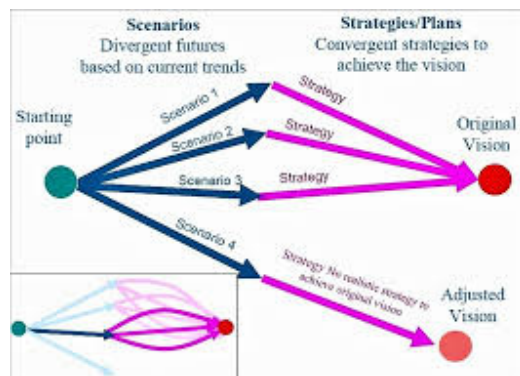 Scenarios
Divergent futures
based on current trends
Strategies/Plans
Convergent strategies to
achieve the vision
Starting
point
Scenario 1
Scenario 2
Scenario 3
Scenario 4
Strategy
Strategy
Strategy
Original
Vision
Strategy No realistic strategy to
achieve original vision
Adjusted
Vision